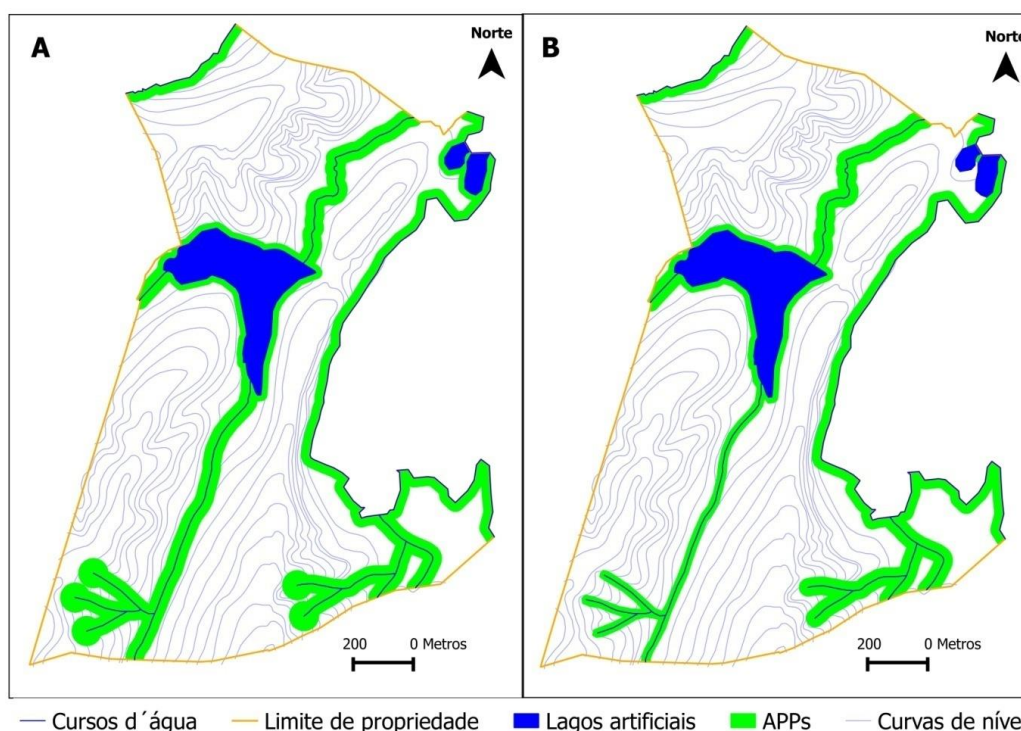 A
Norte
200 0 Metros
B
Norte
200 0 Metros
Cursos d´água Limite de propriedade Lagos artificiais APPs Curvas de níve